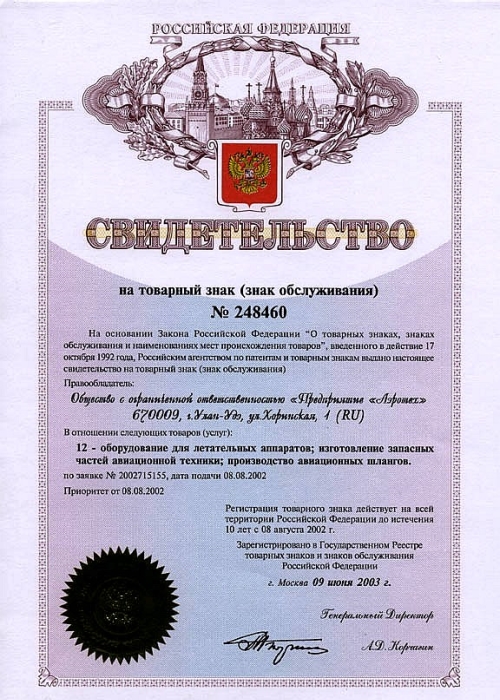 РОССИЙСКАЯ ФЕДЕРАЦИЯ
СВИДЕТЕЛЬСТВО
на товарный знак (знак обслуживания)
№ 248460
На основании Закона Российской Федерации “О товарных знаках, знаках
обслуживания и наименованиях мест происхождения товаров”, введенного в действие 17
октября 1992 года, Российским агентством по патентам и товарным знакам выдано настоящее
свидетельство на товарный знак (знак обслуживания)
Правообладатель:
Общество с ограниченной ответственностью «Предприятие «Аэротех»
670009, г.Улан-Удэ, ул.Хоринская, 1 (RU)
В отношении следующих товаров (услуг):
12 - оборудование для летательных аппаратов; изготовление запасных
частей авиационной техники; производство авиационных шлангов.
по заявке № 2002715155, дата подачи 08.08.2002
Приоритет от 08.08.2002
Регистрация товарного знака действует на всей
территории Российской Федерации до истечения
10 лет с 08 августа 2002 г.
Зарегистрировано в Государственном Реестре
товарных знаков и знаков обслуживания
Российской Федерации
г. Москва 09 июня 2003 г.
Генеральный Директор
А.Д. Корчагин